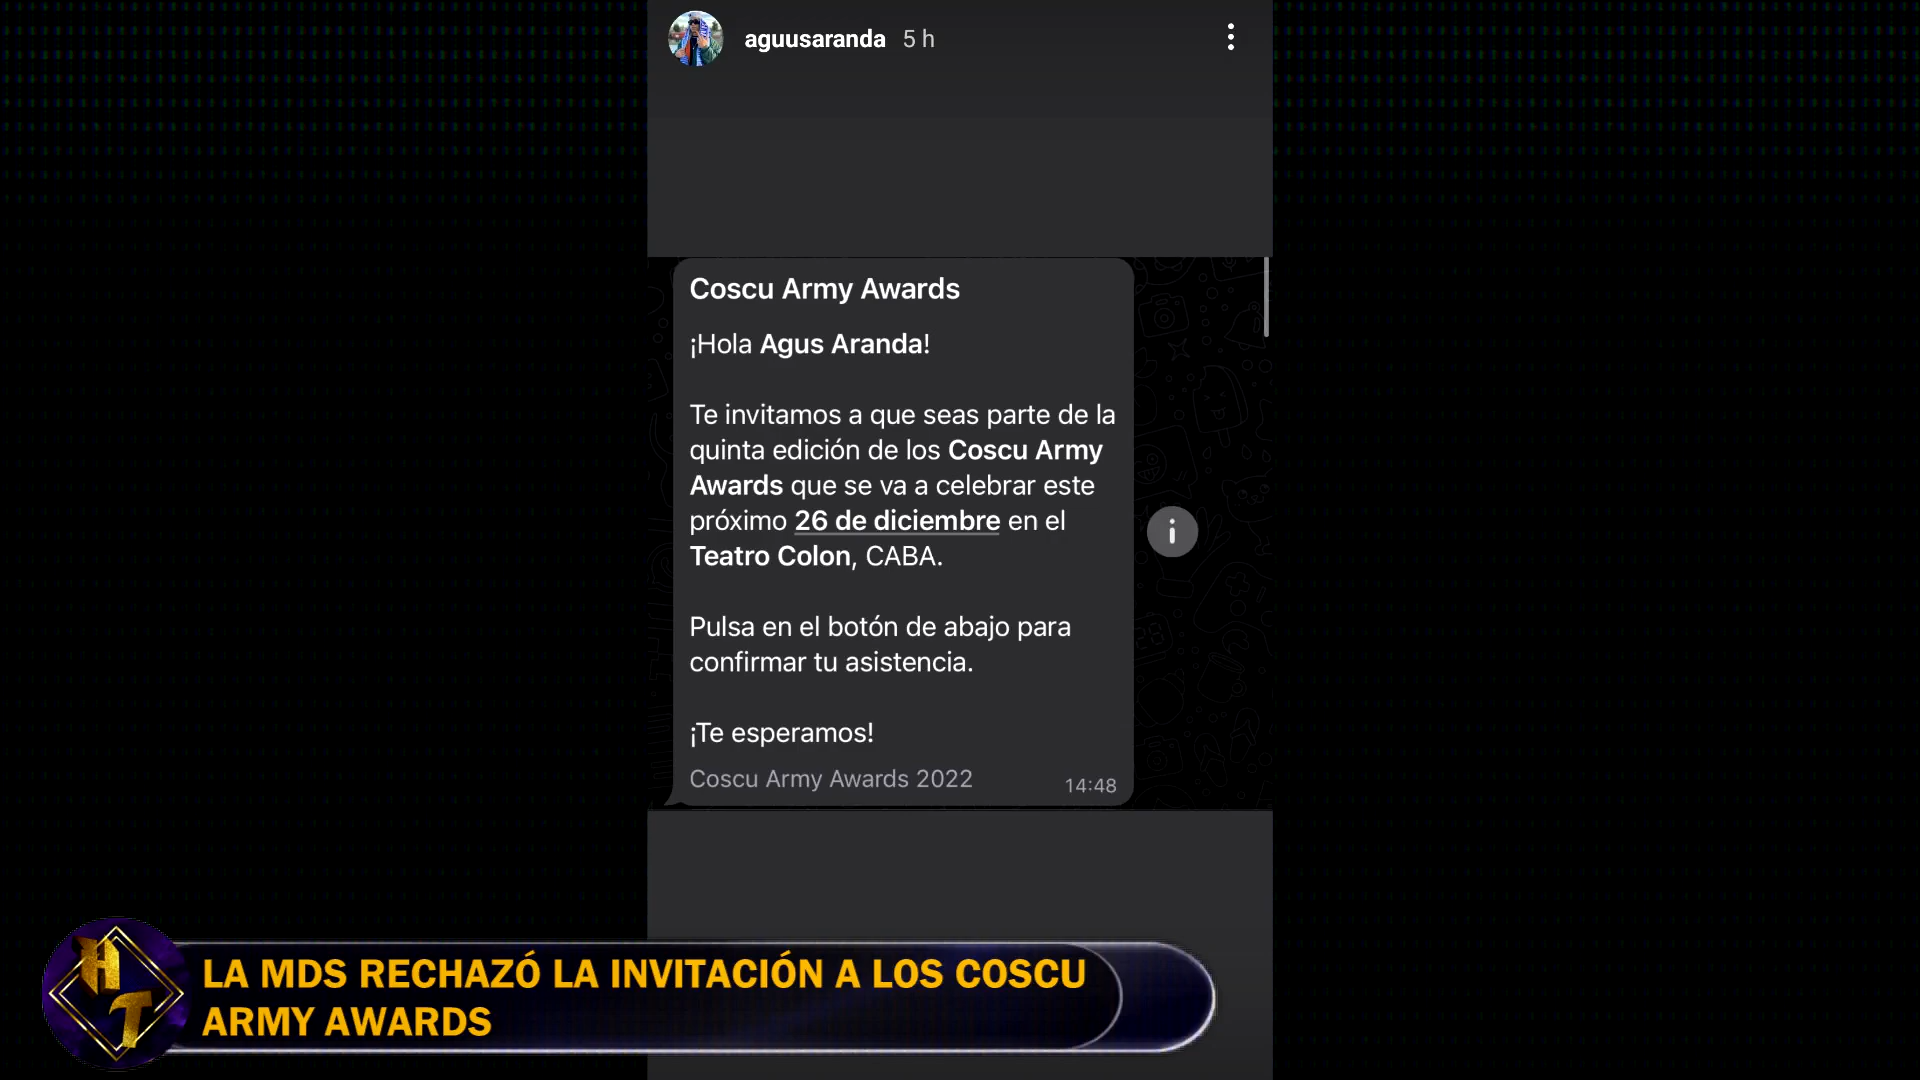 aguusaranda 5 h
Coscu Army Awards
¡Hola Agus Aranda!
Te invitamos a que seas parte de la
quinta edición de los Coscu Army
Awards que se va a celebrar este
próximo 26 de diciembre en el
Teatro Colon, CABA.
Pulsa en el botón de abajo para
confirmar tu asistencia.
¡Te esperamos!
Coscu Army Awards 2022 14:48
HT
LA MDS RECHAZÓ LA INVITACIÓN A LOS COSCU
ARMY AWARDS